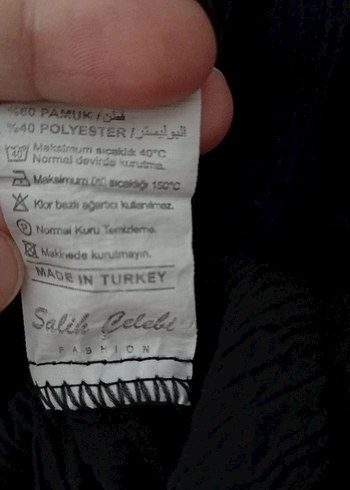 %60 PAMUK / قطن
%40 POLYESTER / البوليستر
40
Maksimum sıcaklık 40°C
Normal devirde kurutma.
Maksimum ütü sıcaklığı 150°C
Klor bazlı ağartıcı kullanılmaz.
P Normal Kuru Temizleme.
Makinede kurutmayın.
MADE IN TURKEY
Salih Çelebi
FASHION